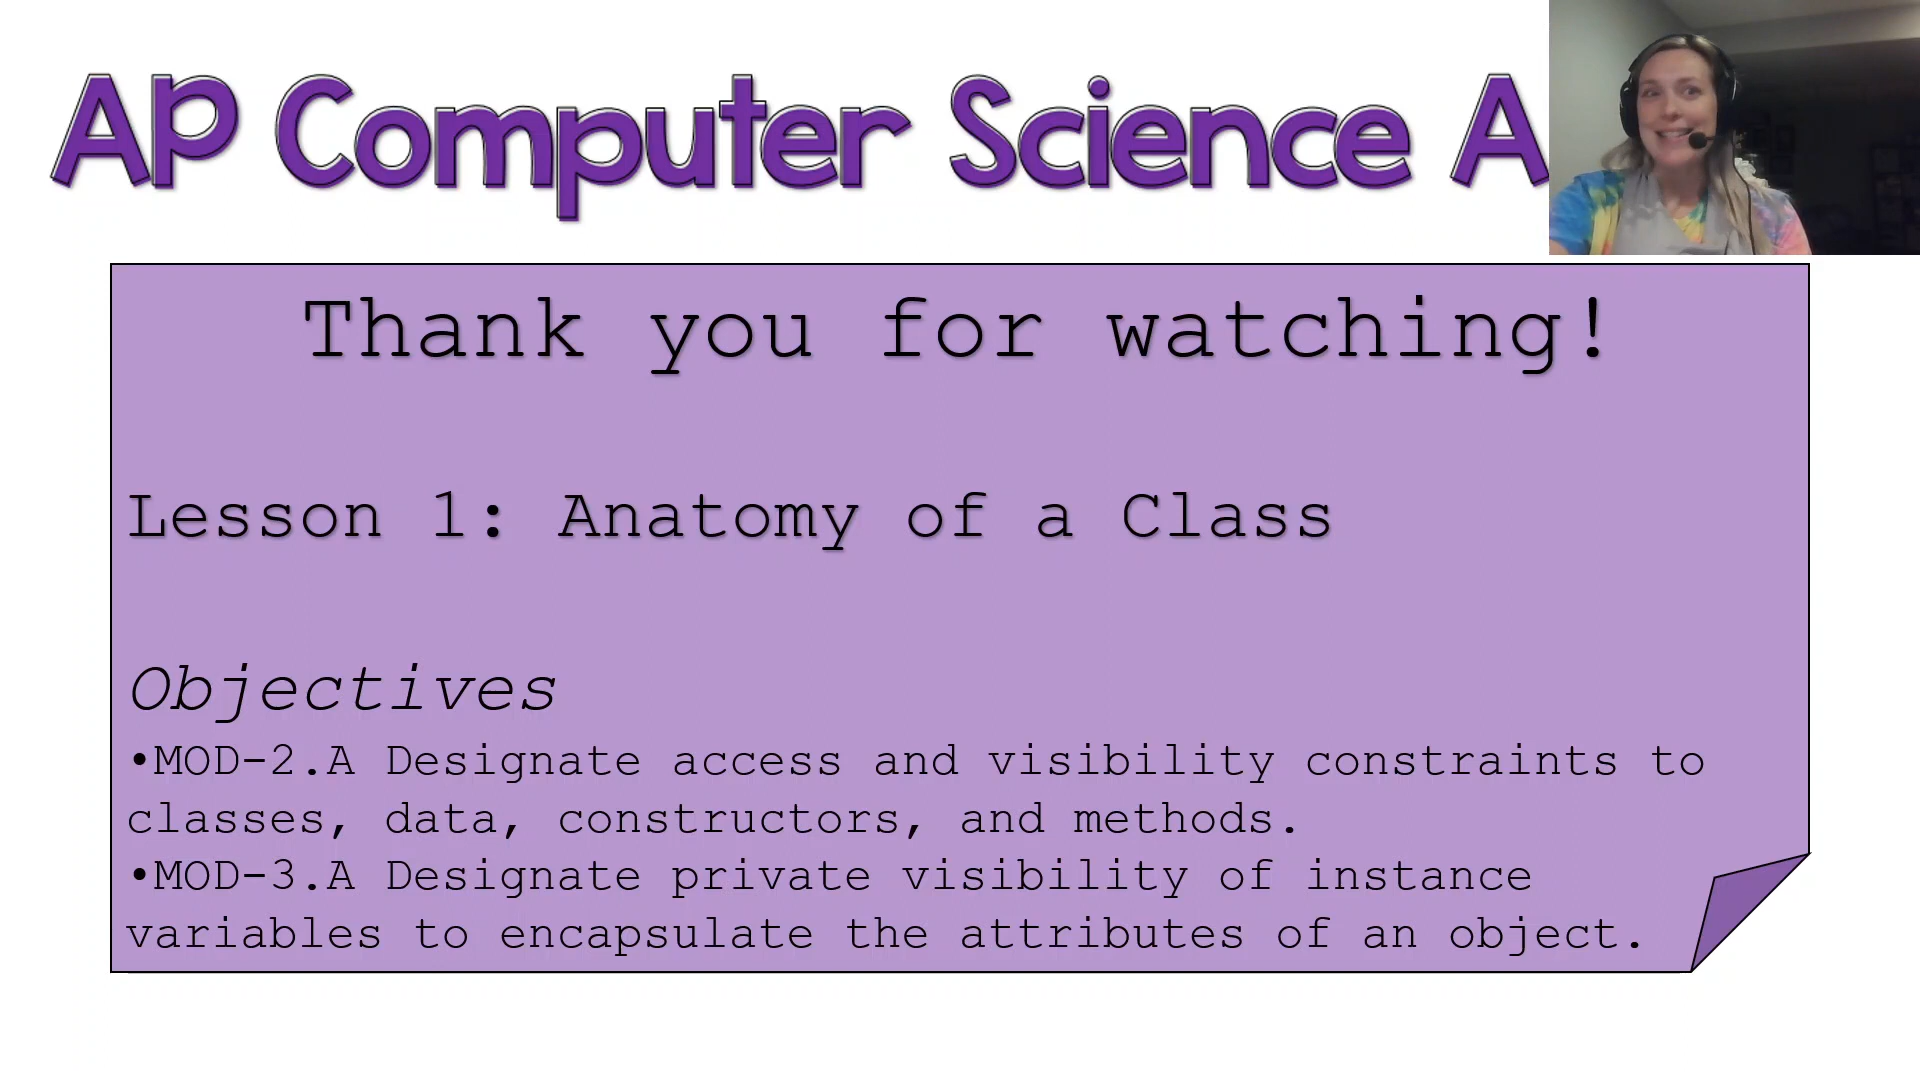 Ap Computer Science A
Thank you for watching!
Lesson 1: Anatomy of a Class
Objectives
•MOD-2.A Designate access and visibility constraints to
classes, data, constructors, and methods.
•MOD-3.A Designate private visibility of instance
variables to encapsulate the attributes of an object.